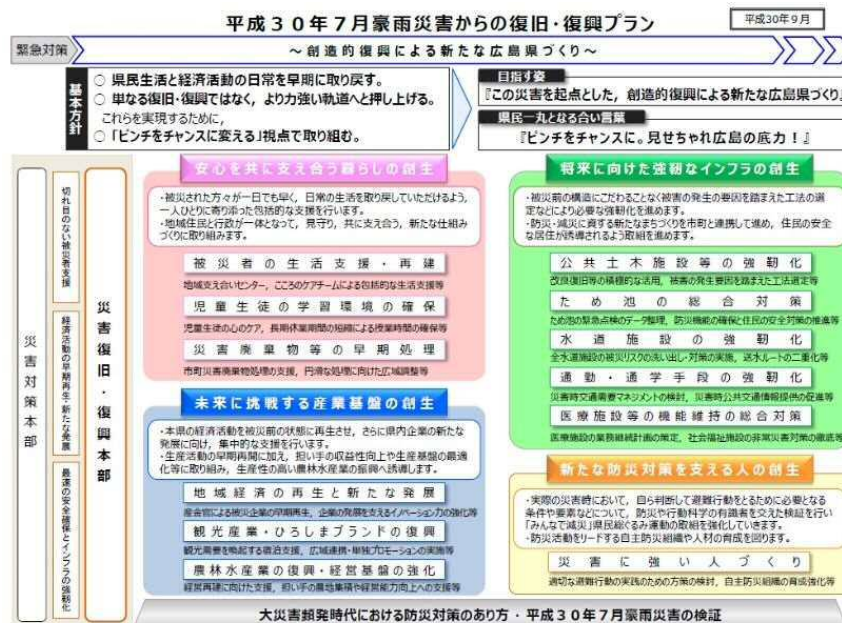 平成３０年７月豪雨災害からの復旧・復興プラン
平成30年９月
緊急対策
～創造的復興による新たな広島県づくり～
基本方針
○ 県民生活と経済活動の日常を早期に取り戻す。
○ 単なる復旧・復興ではなく、より力強い軌道へと押し上げる。
これらを実現するために、
○ 「ピンチをチャンスに変える」視点で取り組む。
目指す姿
『この災害を起点とした，創造的復興による新たな広島県づくり』
県民一丸となる合い言葉
『ピンチをチャンスに。見せちゃれ広島の底力！』
災害対策本部
切れ目のない被災者支援
経済活動の早期再生・新たな発展
最速の安全確保とインフラの強靭化
災害復旧・復興本部
安心を共に支え合う暮らしの創生
・被災された方々が一日でも早く，日常の生活を取り戻していただけるよう，
一人ひとりに寄り添った包括的な支援を行います。
・地域住民と行政が一体となって，見守り，共に支え合う，新たな仕組み
づくりに取り組みます。
被災者の生活支援・再建
地域支え合いセンター，こころのケアチームによる包括的な生活支援等
児童生徒の学習環境の確保
児童生徒の心のケア，長期休業期間の短縮による授業時間の確保等
災害廃棄物等の早期処理
市町災害廃棄物処理の支援，円滑な処理に向けた広域調整等
未来に挑戦する産業基盤の創生
・本県の経済活動を被災前の状態に再生させ，さらに県内企業の新たな
発展に向け，集中的な支援を行います。
・生産活動の早期再開に加え，担い手の収益性向上や生産基盤の最適
化等に取り組み，生産性の高い農林水産業の振興へ誘導します。
地域経済の再生と新たな発展
産金官による被災企業の早期再生，企業の発展を支えるイノベーション力の強化等
観光産業・ひろしまブランドの復興
観光需要を喚起する宿泊支援，広域連携・単独プロモーションの実施等
農林水産業の復興・経営基盤の強化
経営再建に向けた支援，担い手の農地集積や経営能力向上への支援等
将来に向けた強靭なインフラの創生
・被災前の構造にこだわることなく被害の発生の要因を踏まえた工法の選
定などにより必要な強靭化を進めます。
・防災・減災に資する新たなまちづくりを市町と連携して進め，住民の安全
な居住が誘導されるよう取組を進めます。
公共土木施設等の強靭化
改良復旧等の積極的な活用，被害の発生要因を踏まえた工法選定等
ため池の総合対策
ため池の緊急点検のデータ整理，防災機能の確保と住民の安全対策の推進等
水道施設の強靭化
全水道施設の被災リスクの洗い出し・対策の実施，送水ルートの二重化等
通勤・通学手段の強靭化
災害時交通需要マネジメントの検討，災害時公共交通情報提供の促進等
医療施設等の機能維持の総合対策
医療施設の業務継続計画の策定，社会福祉施設の非常災害対策の徹底等
新たな防災対策を支える人の創生
・実際の災害時において，自ら判断して避難行動をとるために必要となる
条件や要素などについて，防災や行動科学の有識者を交えた検証を行い
「みんなで減災」県民総ぐるみ運動の取組を強化していきます。
・防災活動をリードする自主防災組織や人材の育成を図ります。
災害に強い人づくり
適切な避難行動の実践のための方策の検討，自主防災組織の育成強化等
大災害頻発時代における防災対策のあり方・平成３０年７月豪雨災害の検証